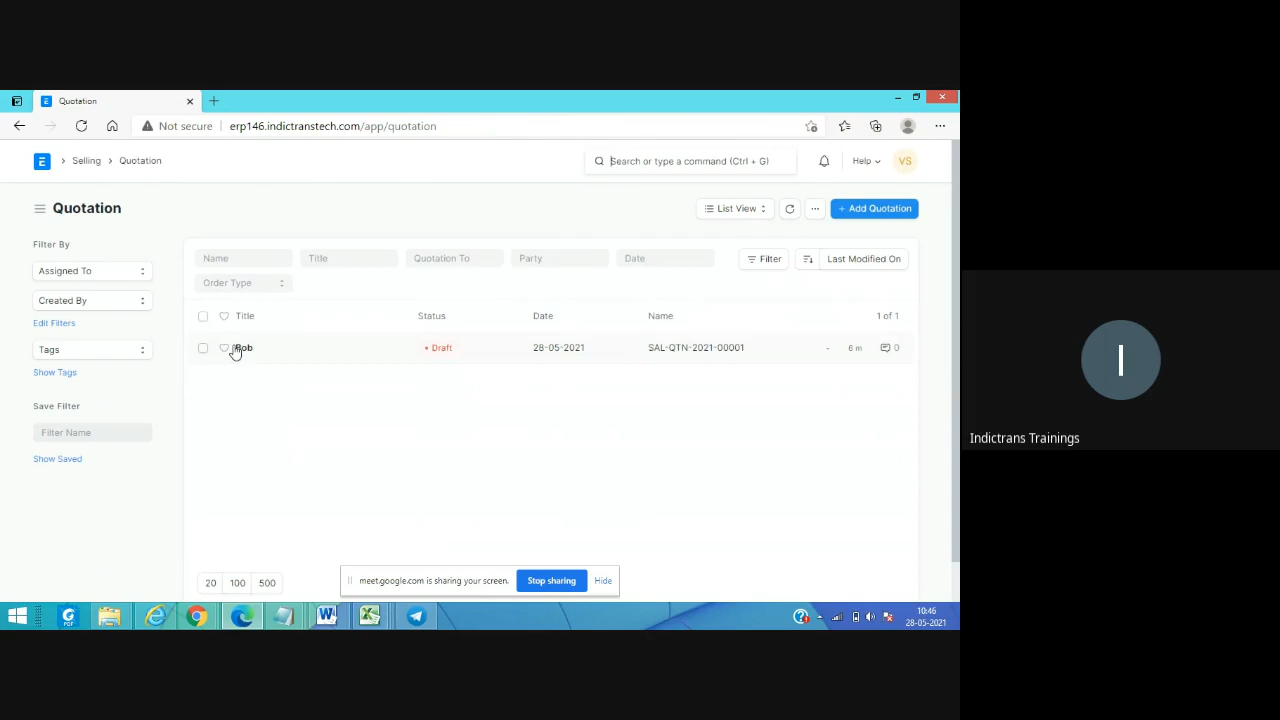 Quotation
Not secure
erp146.indictranstech.com/app/quotation
E
Selling
Quotation
Search or type a command (Ctrl + G)
Help
VS
Quotation
List View
+ Add Quotation
Filter By
Assigned To
Created By
Edit Filters
Tags
Show Tags
Save Filter
Filter Name
Show Saved
Name
Title
Quotation To
Party
Date
Filter
Last Modified On
Order Type
Title
Status
Date
Name
1 of 1
Bob
Draft
28-05-2021
SAL-QTN-2021-00001
-
6 m
0
20
100
500
meet.google.com is sharing your screen.
Stop sharing
Hide
10:46
28-05-2021
I
Indictrans Trainings